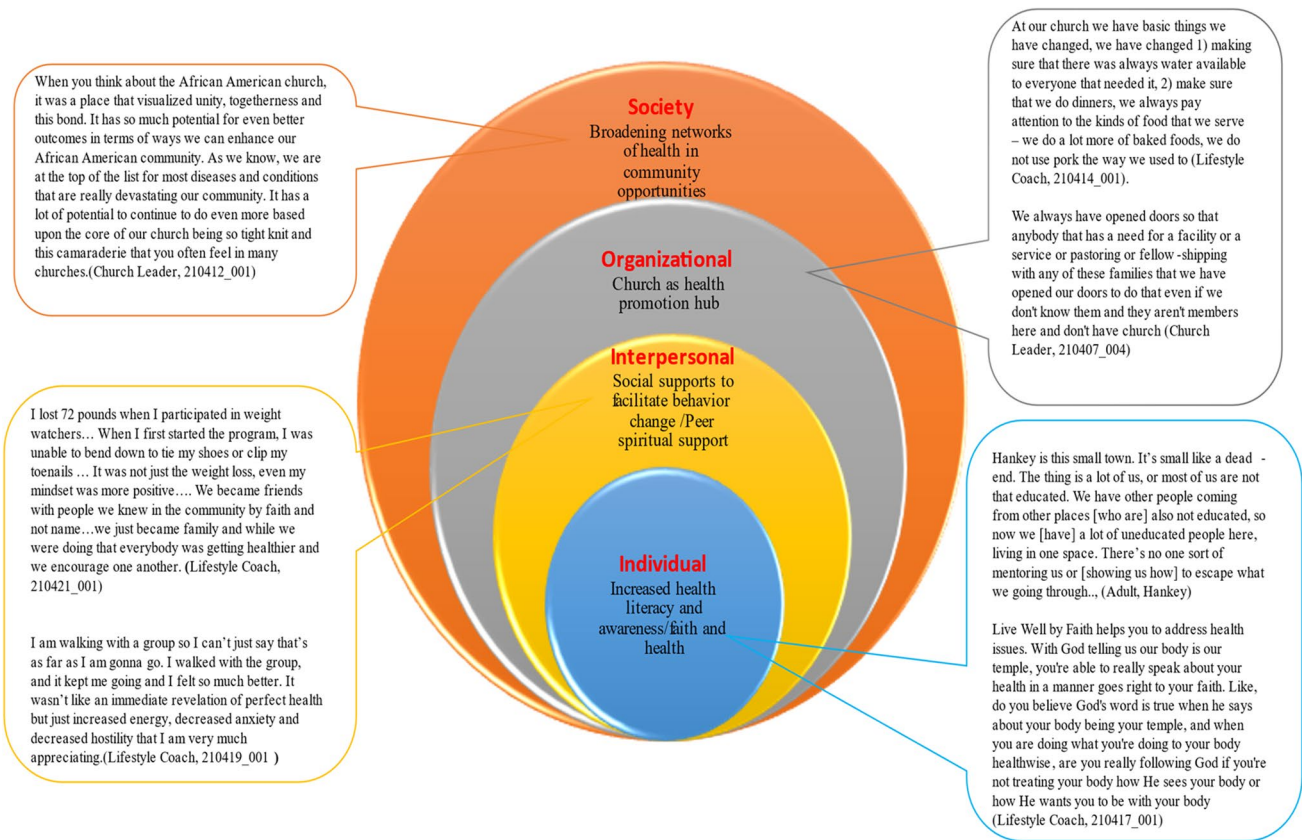 When you think about the African American church,
it was a place that visualized unity, togetherness and
this bond. It has so much potential for even better
outcomes in terms of ways we can enhance our
African American community. As we know, we are
at the top of the list for most diseases and conditions
that are really devastating our community. It has a
lot of potential to continue to do even more based
upon the core of our church being so tight knit and
this camaraderie that you often feel in many
churches.(Church Leader, 210412_001)
I lost 72 pounds when I participated in weight
watchers… When I first started the program, I was
unable to bend down to tie my shoes or clip my
toenails … It was not just the weight loss, even my
mindset was more positive…. We became friends
with people we knew in the community by faith and
not name…we just became family and while we
were doing that everybody was getting healthier and
we encourage one another. (Lifestyle Coach,
210421_001)
I am walking with a group so I can't just say that's
as far as I am gonna go. I walked with the group,
and it kept me going and I felt so much better. It
wasn't like an immediate revelation of perfect health
but just increased energy, decreased anxiety and
decreased hostility that I am very much
appreciating.(Lifestyle Coach, 210419_001 )
Society
Broadening networks
of health in
community
opportunities
Organizational
Church as health
promotion hub
Interpersonal
Social supports to
facilitate behavior
change /Peer
spiritual support
Individual
Increased health
literacy and
awareness/faith and
health
At our church we have basic things we
have changed, we have changed 1) making
sure that there was always water available
to everyone that needed it, 2) make sure
that we do dinners, we always pay
attention to the kinds of food that we serve
– we do a lot more of baked foods, we do
not use pork the way we used to (Lifestyle
Coach, 210414_001).
We always have opened doors so that
anybody that has a need for a facility or a
service or pastoring or fellow -shipping
with any of these families that we have
opened our doors to do that even if we
don't know them and they aren't members
here and don't have church (Church
Leader, 210407_004)
Hankey is this small town. It's small like a dead -
end. The thing is a lot of us, or most of us are not
that educated. We have other people coming
from other places [who are] also not educated, so
now we [have] a lot of uneducated people here,
living in one space. There's no one sort of
mentoring us or [showing us how] to escape what
we going through.., (Adult, Hankey)
Live Well by Faith helps you to address health
issues. With God telling us our body is our
temple, you're able to really speak about your
health in a manner goes right to your faith. Like,
do you believe God's word is true when he says
about your body being your temple, and when
you are doing what you're doing to your body
healthwise, are you really following God if you're
not treating your body how He sees your body or
how He wants you to be with your body
(Lifestyle Coach, 210417_001)